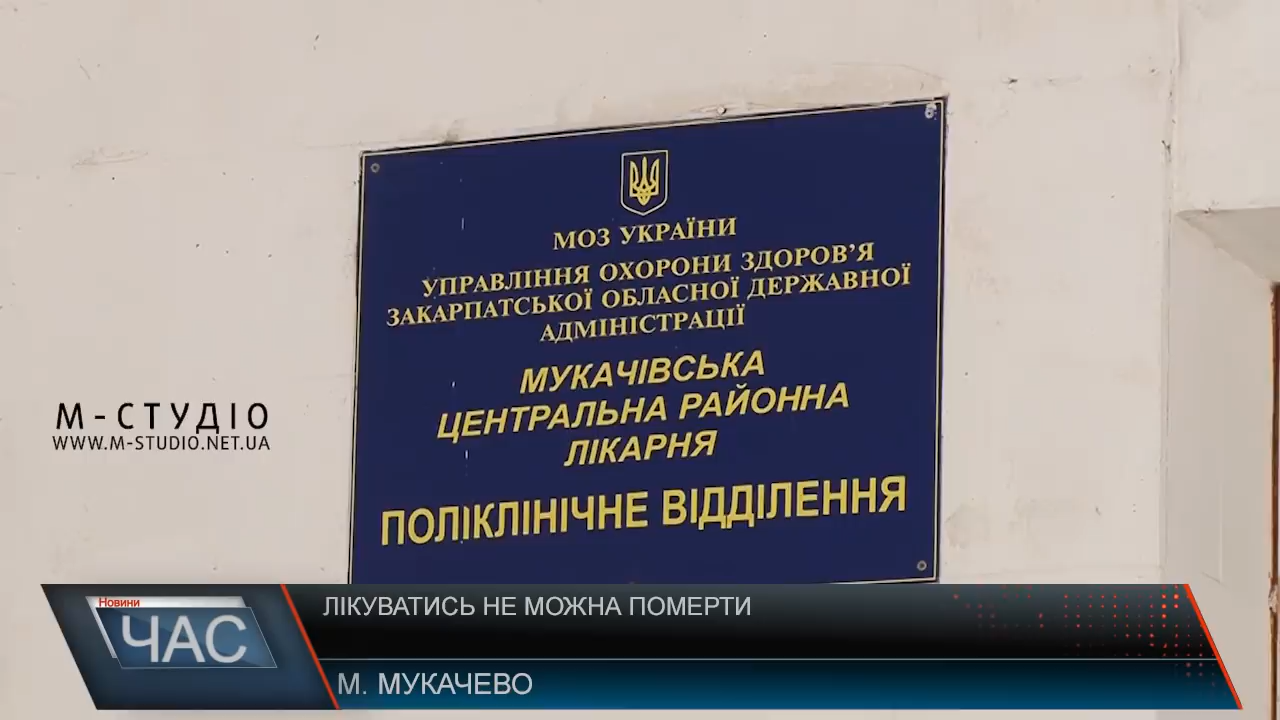 6
МОЗ УКРАЇНИ
УПРАВЛІННЯ ОХОРОНИ ЗДОРОВ'Я
ЗАКАРПАТСЬКОЇ ОБЛАСНОЇ ДЕРЖАВНОЇ
АДМІНІСТРАЦІЇ
МУКАЧІВСЬКА
ЦЕНТРАЛЬНА РАЙОННА
ЛІКАРНЯ
ПОЛІКЛІНІЧНЕ ВІДДІЛЕННЯ
М-СТУДІО
WWW.M-STUDIO.NET.UA
Новини
ЧАС
ЛІКУВАТИСЬ НЕ МОЖНА ПОМЕРТИ
М. МУКАЧЕВО